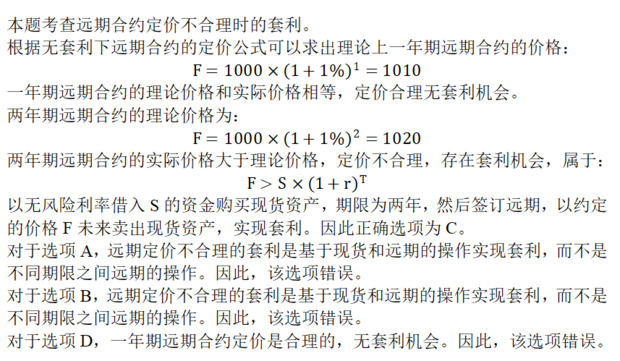 本题考查远期合约定价不合理时的套利。
根据无套利下远期合约的定价公式可以求出理论上一年期远期合约的价格：
F = 1000 × (1 + 1%)¹ = 1010
一年期远期合约的理论价格和实际价格相等，定价合理无套利机会。
两年期远期合约的理论价格为：
F = 1000 × (1 + 1%)² = 1020
两年期远期合约的实际价格大于理论价格，定价不合理，存在套利机会，属于：
F > S × (1 + r)ᵀ
以无风险利率借入 S 的资金购买现货资产，期限为两年，然后签订远期，以约定
的价格 F 未来卖出现货资产，实现套利。因此正确选项为 C。
对于选项 A，远期定价不合理的套利是基于现货和远期的操作实现套利，而不是
不同期限之间远期的操作。因此，该选项错误。
对于选项 B，远期定价不合理的套利是基于现货和远期的操作实现套利，而不是
不同期限之间远期的操作。因此，该选项错误。
对于选项 D，一年期远期合约定价是合理的，无套利机会。因此，该选项错误。